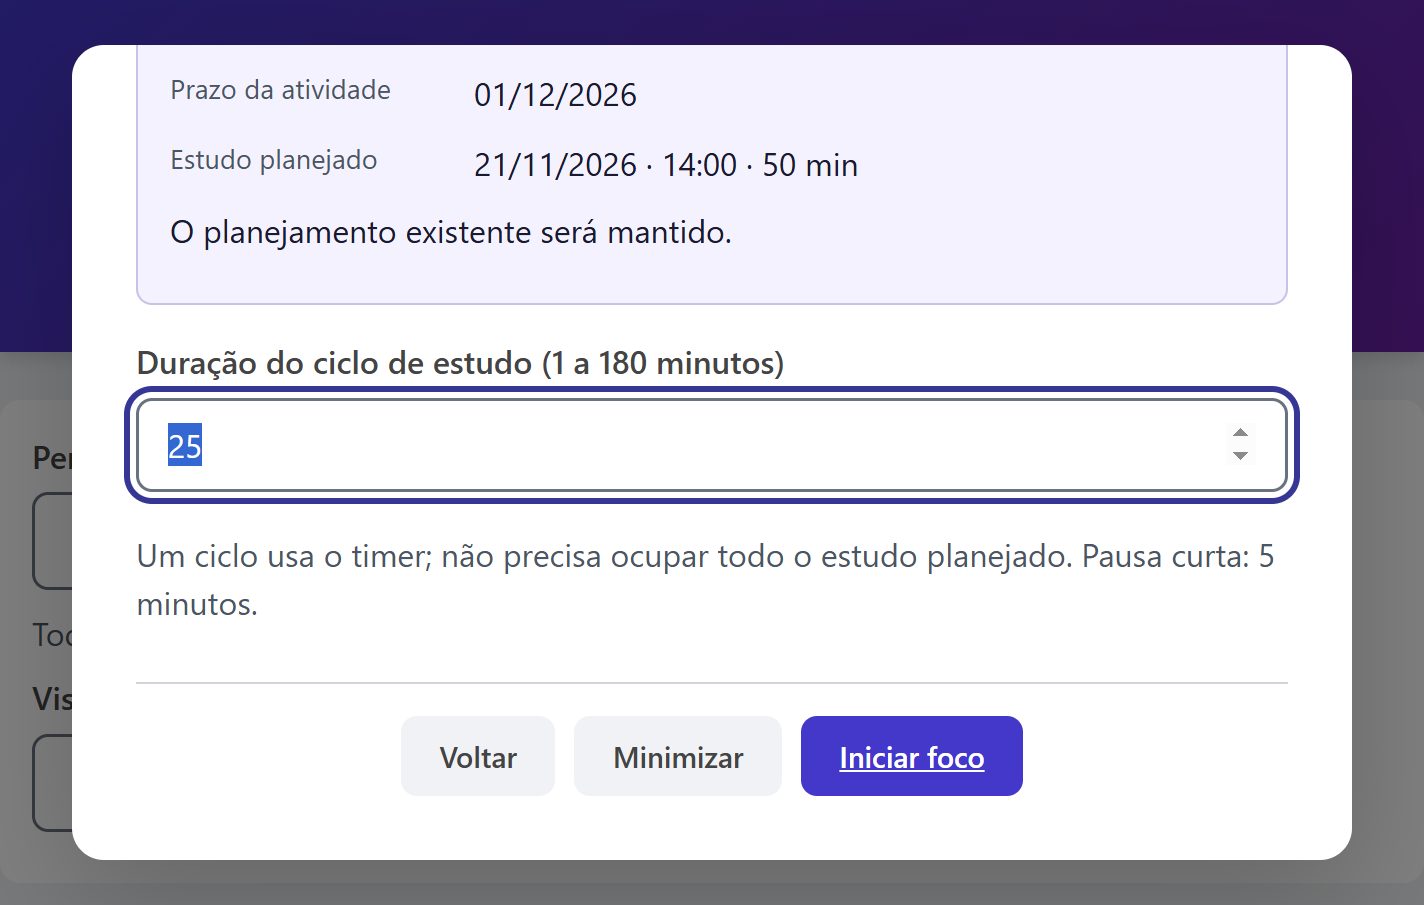 Prazo da atividade 01/12/2026
Estudo planejado 21/11/2026 · 14:00 · 50 min
O planejamento existente será mantido.
Duração do ciclo de estudo (1 a 180 minutos)
25
Um ciclo usa o timer; não precisa ocupar todo o estudo planejado. Pausa curta: 5
minutos.
Voltar Minimizar Iniciar foco